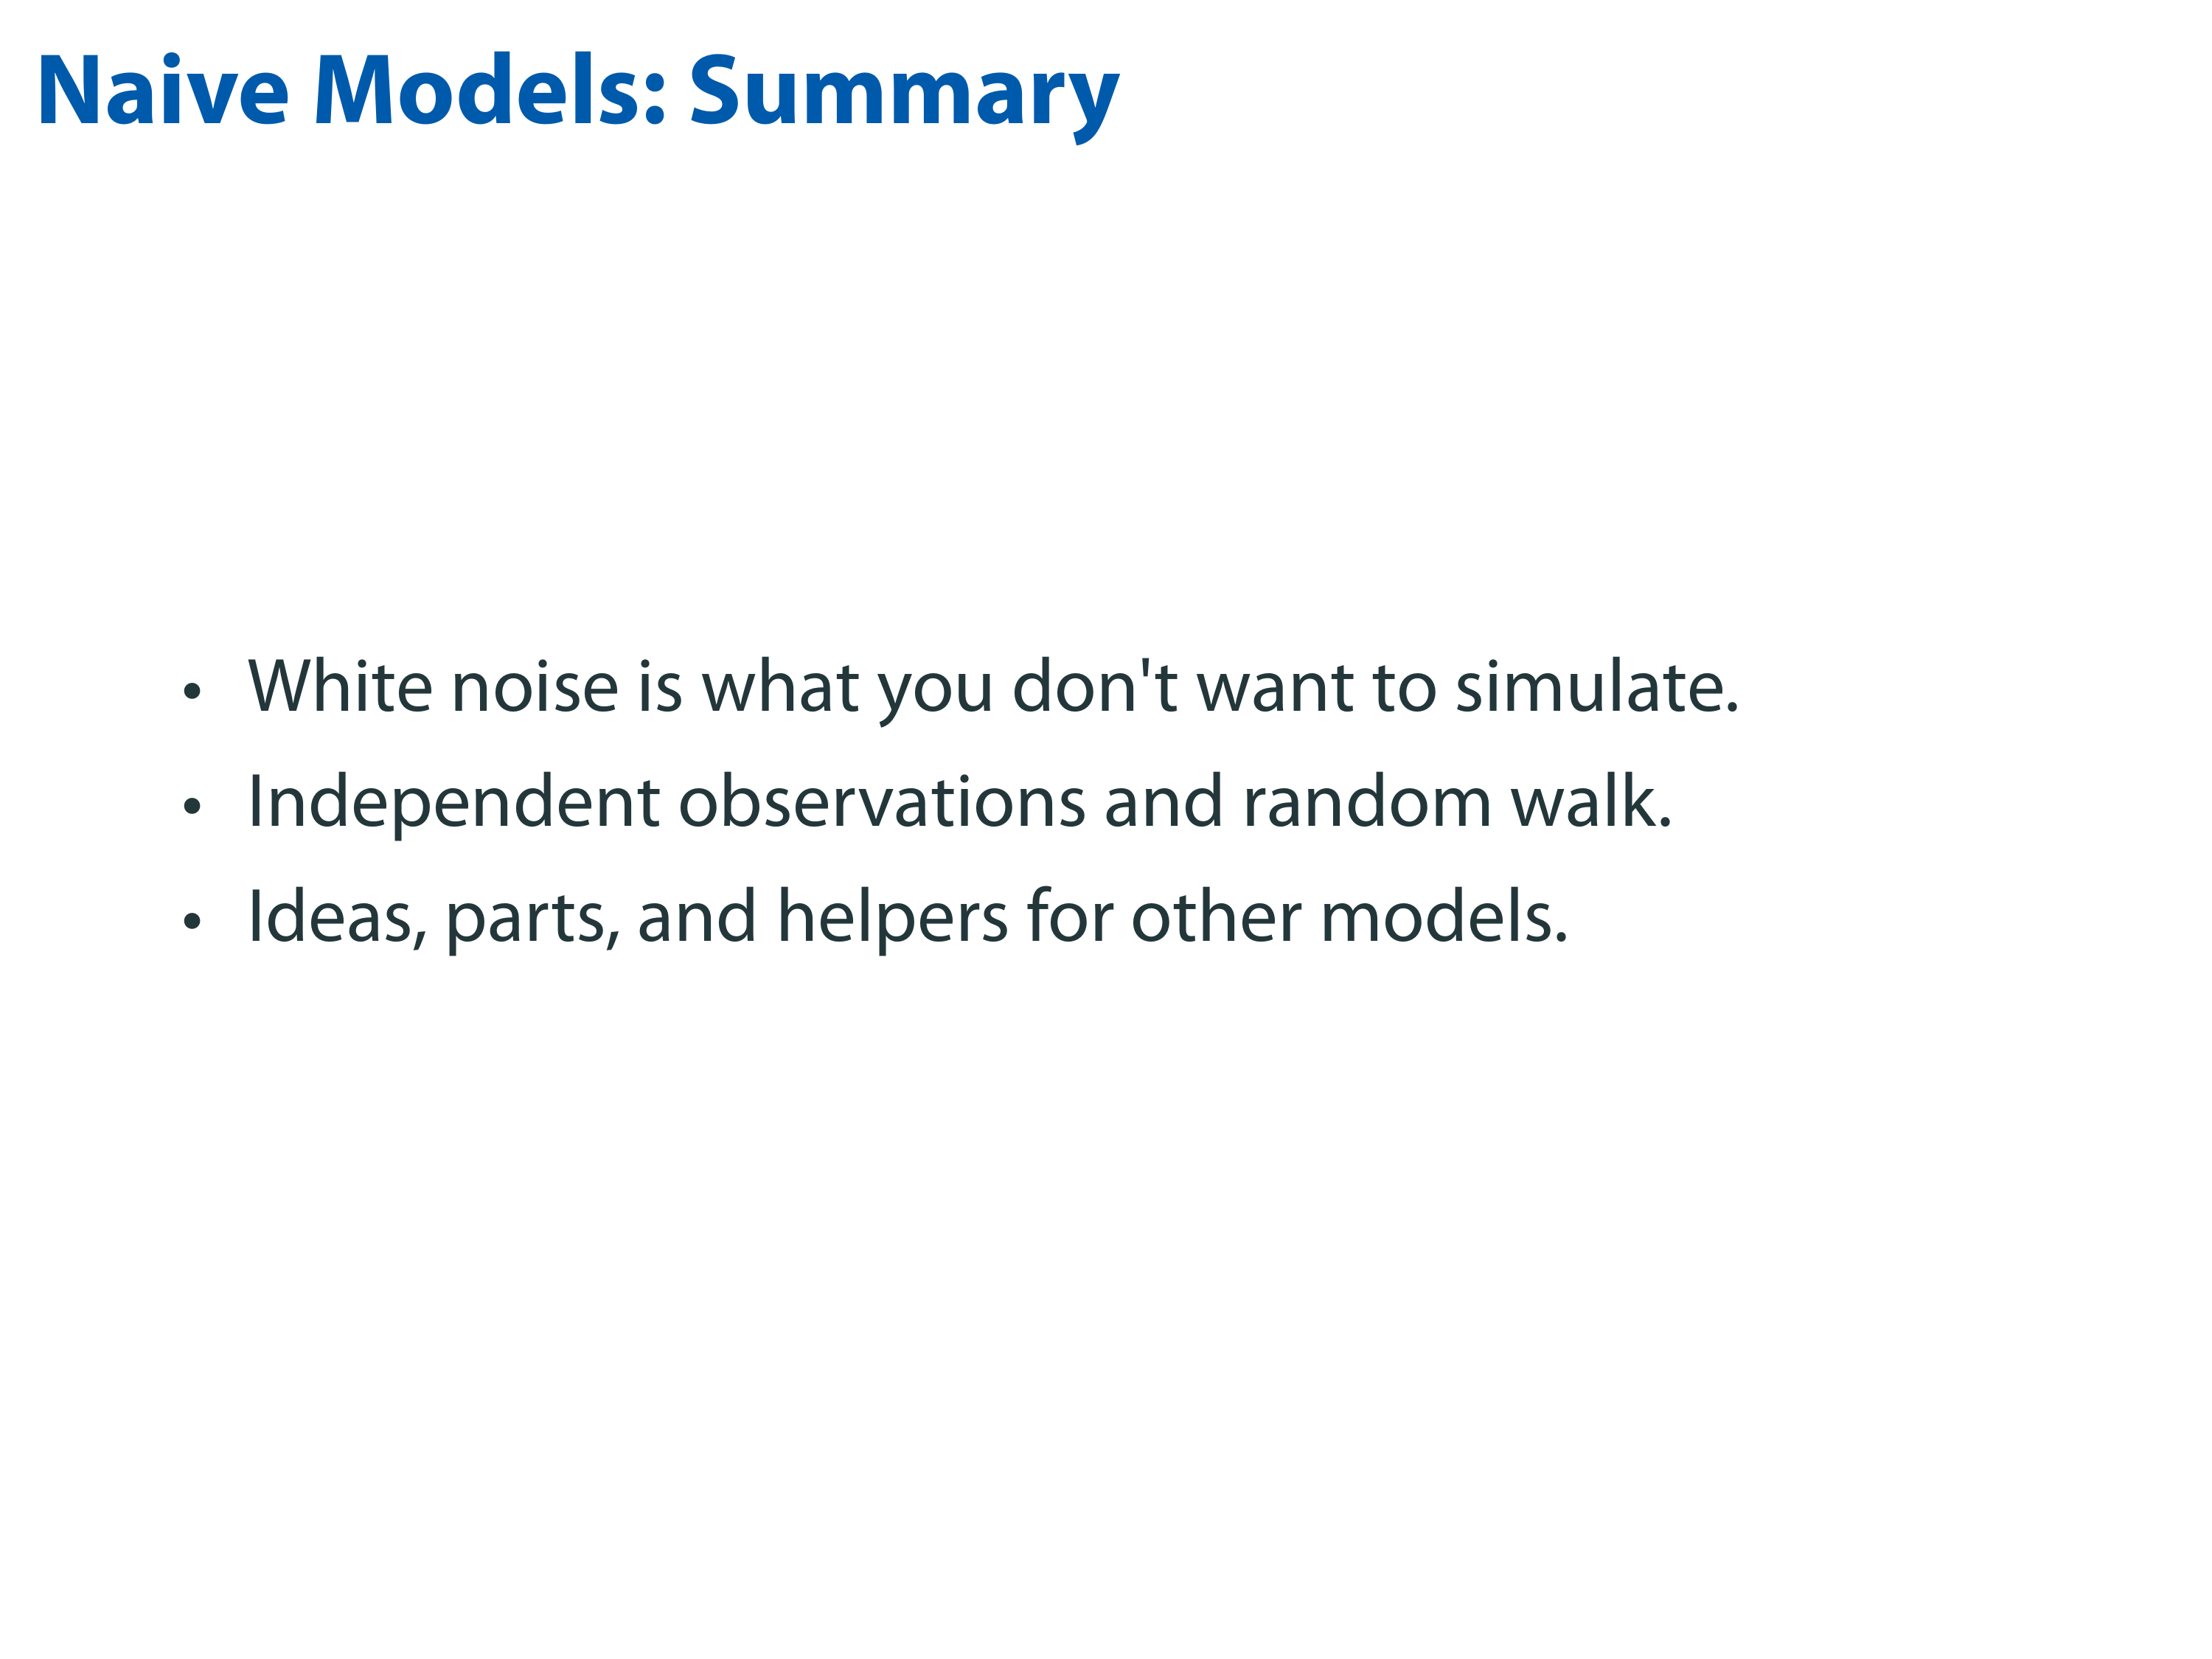 Naive Models: Summary
• White noise is what you don't want to simulate.
• Independent observations and random walk.
• Ideas, parts, and helpers for other models.